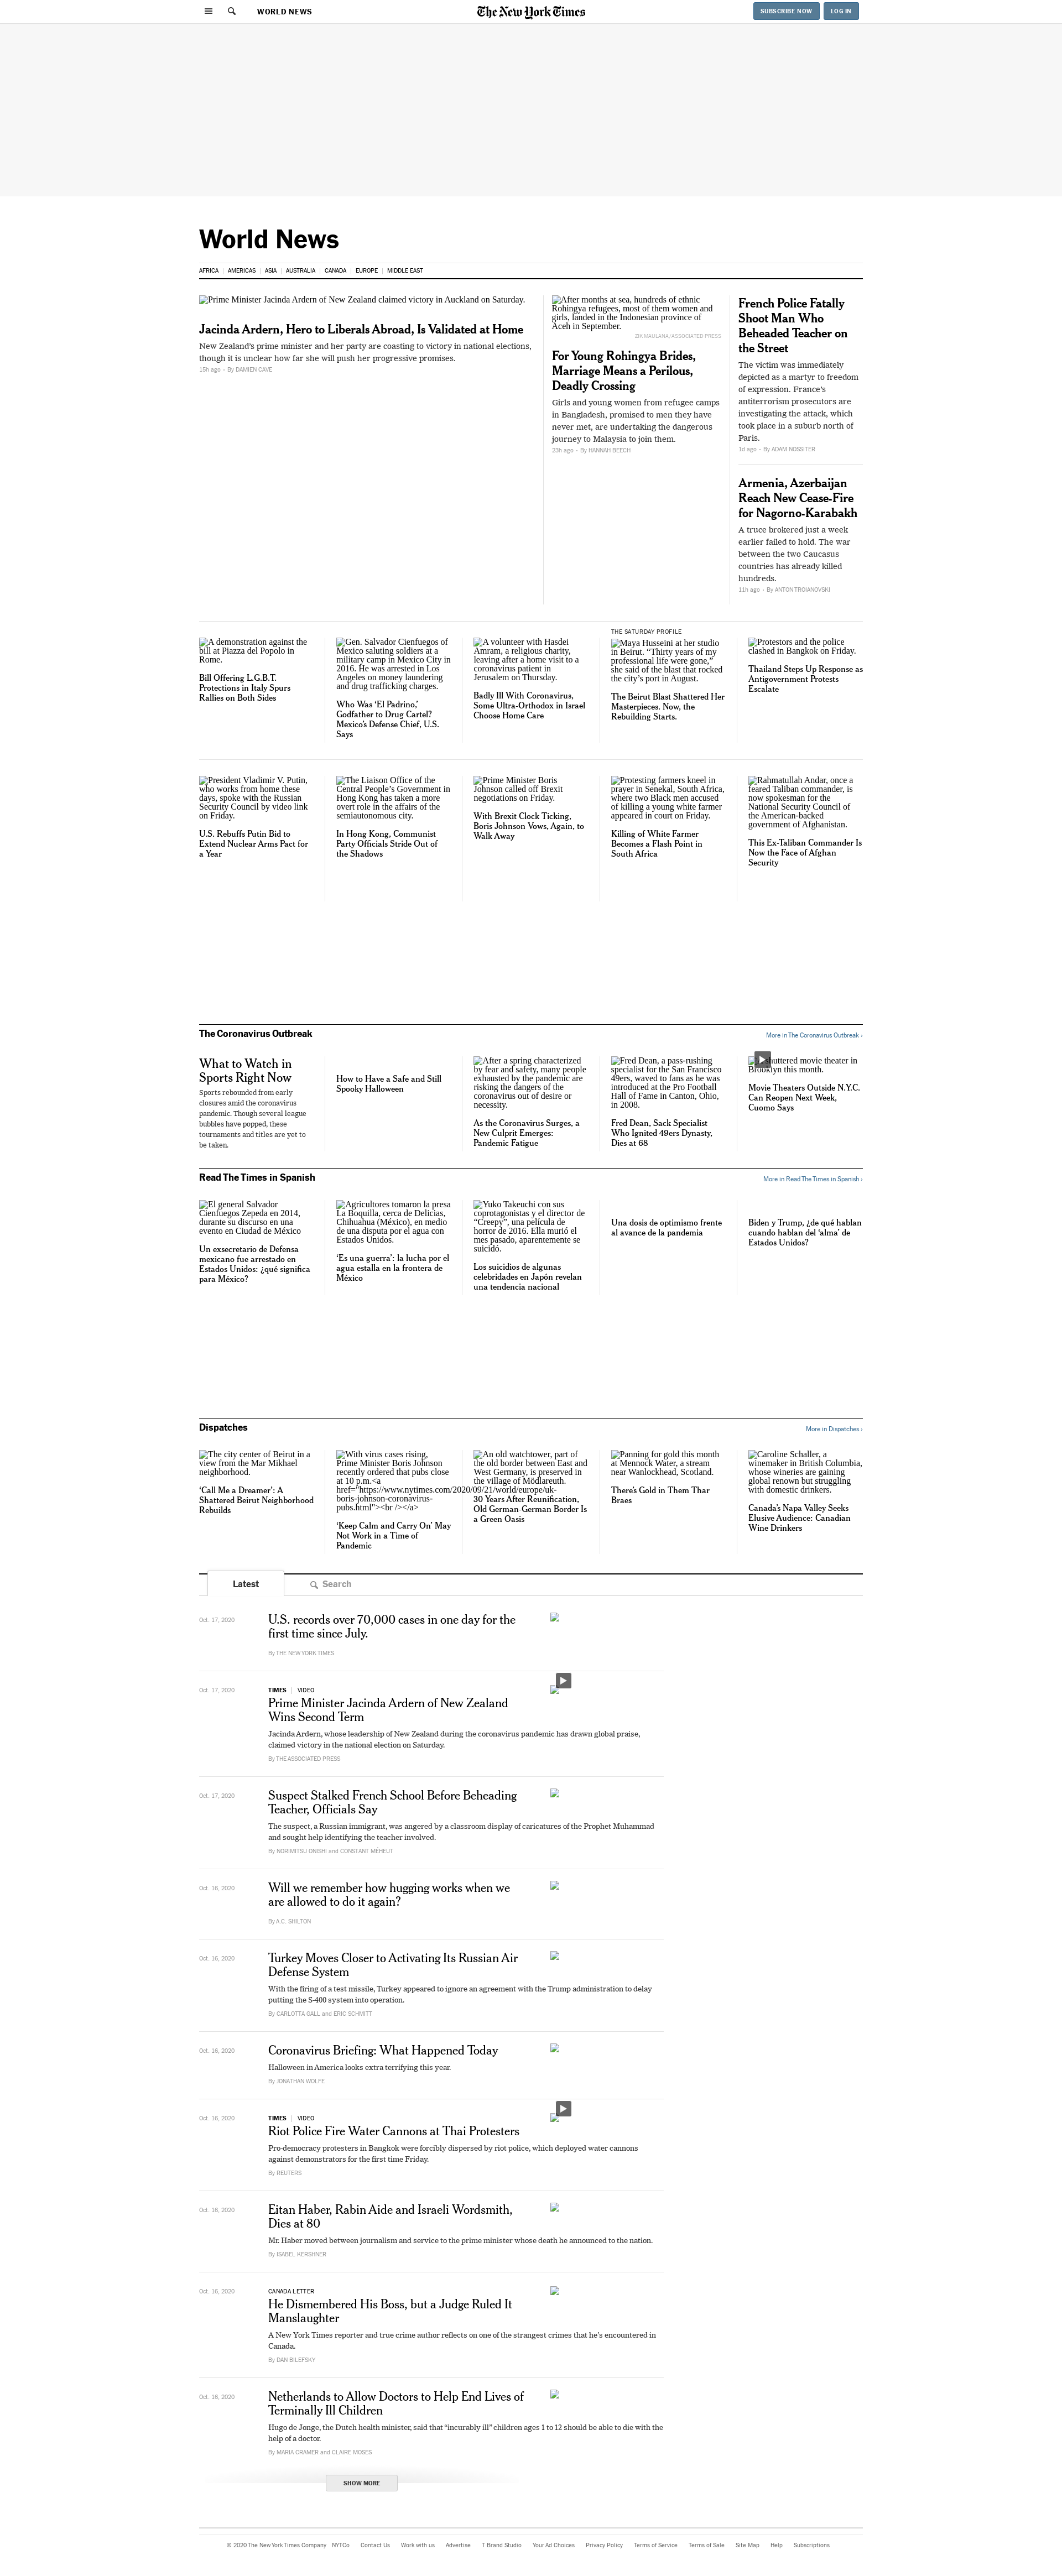 WORLD NEWS
The New York Times
SUBSCRIBE NOW
LOG IN
World News
AFRICA
AMERICAS
ASIA
AUSTRALIA
CANADA
EUROPE
MIDDLE EAST
Prime Minister Jacinda Ardern of New Zealand claimed victory in Auckland on Saturday.
Jacinda Ardern, Hero to Liberals Abroad, Is Validated at Home
New Zealand’s prime minister and her party are coasting to victory in national elections,
though it is unclear how far she will push her progressive promises.
15h ago - By DAMIEN CAVE
After months at sea, hundreds of ethnic
Rohingya refugees, most of them women and
girls, landed in the Indonesian province of
Aceh in September.
ZIK MAULANA/ASSOCIATED PRESS
For Young Rohingya Brides,
Marriage Means a Perilous,
Deadly Crossing
Girls and young women from refugee camps
in Bangladesh, promised to men they have
never met, are undertaking the dangerous
journey to Malaysia to join them.
23h ago - By HANNAH BEECH
French Police Fatally
Shoot Man Who
Beheaded Teacher on
the Street
The victim was immediately
depicted as a martyr to freedom
of expression. France’s
antiterrorism prosecutors are
investigating the attack, which
took place in a suburb north of
Paris.
1d ago - By ADAM NOSSITER
Armenia, Azerbaijan
Reach New Cease-Fire
for Nagorno-Karabakh
A truce brokered just a week
earlier failed to hold. The war
between the two Caucasus
countries has already killed
hundreds.
11h ago - By ANTON TROIANOVSKI
A demonstration against the
bill at Piazza del Popolo in
Rome.
Bill Offering L.G.B.T.
Protections in Italy Spurs
Rallies on Both Sides
Gen. Salvador Cienfuegos of
Mexico saluting soldiers at a
military camp in Mexico City in
2016. He was arrested in Los
Angeles on money laundering
and drug trafficking charges.
Who Was ‘El Padrino,’
Godfather to Drug Cartel?
Mexico’s Defense Chief, U.S.
Says
A volunteer with Hasdei
Amram, a religious charity,
leaving after a home visit to a
coronavirus patient in
Jerusalem on Thursday.
Badly Ill With Coronavirus,
Some Ultra-Orthodox in Israel
Choose Home Care
THE SATURDAY PROFILE
Maya Husseini at her studio
in Beirut. “Thirty years of my
professional life were gone,”
she said of the blast that rocked
the city’s port in August.
The Beirut Blast Shattered Her
Masterpieces. Now, the
Rebuilding Starts.
Protestors and the police
clashed in Bangkok on Friday.
Thailand Steps Up Response as
Antigovernment Protests
Escalate
President Vladimir V. Putin,
who works from home these
days, spoke with the Russian
Security Council by video link
on Friday.
U.S. Rebuffs Putin Bid to
Extend Nuclear Arms Pact for
a Year
The Liaison Office of the
Central People’s Government in
Hong Kong has taken a more
overt role in the affairs of the
semiautonomous city.
In Hong Kong, Communist
Party Officials Stride Out of
the Shadows
Prime Minister Boris
Johnson called off Brexit
negotiations on Friday.
With Brexit Clock Ticking,
Boris Johnson Vows, Again, to
Walk Away
Protesting farmers kneel in
prayer in Senekal, South Africa,
where two Black men accused
of killing a young white farmer
appeared in court on Friday.
Killing of White Farmer
Becomes a Flash Point in
South Africa
Rahmatullah Andar, once a
feared Taliban commander, is
now spokesman for the
National Security Council of
the American-backed
government of Afghanistan.
This Ex-Taliban Commander Is
Now the Face of Afghan
Security
The Coronavirus Outbreak
More in The Coronavirus Outbreak ›
What to Watch in
Sports Right Now
Sports rebounded from early
closures amid the coronavirus
pandemic. Though several league
bubbles have popped, these
tournaments and titles are yet to
be taken.
How to Have a Safe and Still
Spooky Halloween
After a spring characterized
by fear and safety, many people
exhausted by the pandemic are
risking the dangers of the
coronavirus out of desire or
necessity.
As the Coronavirus Surges, a
New Culprit Emerges:
Pandemic Fatigue
Fred Dean, a pass-rushing
specialist for the San Francisco
49ers, waved to fans as he was
introduced at the Pro Football
Hall of Fame in Canton, Ohio,
in 2008.
Fred Dean, Sack Specialist
Who Ignited 49ers Dynasty,
Dies at 68
shuttered movie theater in
Brooklyn this month.
Movie Theaters Outside N.Y.C.
Can Reopen Next Week,
Cuomo Says
Read The Times in Spanish
More in Read The Times in Spanish ›
El general Salvador
Cienfuegos Zepeda en 2014,
durante su discurso en una
evento en Ciudad de México
Un exsecretario de Defensa
mexicano fue arrestado en
Estados Unidos: ¿qué significa
para México?
Agricultores tomaron la presa
La Boquilla, cerca de Delicias,
Chihuahua (México), en medio
de una disputa por el agua con
Estados Unidos.
‘Es una guerra’: la lucha por el
agua estalla en la frontera de
México
Yuko Takeuchi con sus
coprotagonistas y el director de
“Creepy”, una película de
horror de 2016. Ella murió el
mes pasado, aparentemente se
suicidó.
Los suicidios de algunas
celebridades en Japón revelan
una tendencia nacional
Una dosis de optimismo frente
al avance de la pandemia
Biden y Trump, ¿de qué hablan
cuando hablan del ‘alma’ de
Estados Unidos?
Dispatches
More in Dispatches ›
The city center of Beirut in a
view from the Mar Mikhael
neighborhood.
‘Call Me a Dreamer’: A
Shattered Beirut Neighborhood
Rebuilds
With virus cases rising,
Prime Minister Boris Johnson
recently ordered that pubs close
at 10 p.m.<a
href="https://www.nytimes.com/2020/09/21/world/europe/uk-
boris-johnson-coronavirus-
pubs.html"><br /></a>
‘Keep Calm and Carry On’ May
Not Work in a Time of
Pandemic
An old watchtower, part of
the old border between East and
West Germany, is preserved in
the village of Mödlareuth.
30 Years After Reunification,
Old German-German Border Is
a Green Oasis
Panning for gold this month
at Mennock Water, a stream
near Wanlockhead, Scotland.
There’s Gold in Them Thar
Braes
Caroline Schaller, a
winemaker in British Columbia,
whose wineries are gaining
global renown but struggling
with domestic drinkers.
Canada’s Napa Valley Seeks
Elusive Audience: Canadian
Wine Drinkers
Latest
Search
Oct. 17, 2020
U.S. records over 70,000 cases in one day for the
first time since July.
By THE NEW YORK TIMES
Oct. 17, 2020
TIMES | VIDEO
Prime Minister Jacinda Ardern of New Zealand
Wins Second Term
Jacinda Ardern, whose leadership of New Zealand during the coronavirus pandemic has drawn global praise,
claimed victory in the national election on Saturday.
By THE ASSOCIATED PRESS
Oct. 17, 2020
Suspect Stalked French School Before Beheading
Teacher, Officials Say
The suspect, a Russian immigrant, was angered by a classroom display of caricatures of the Prophet Muhammad
and sought help identifying the teacher involved.
By NORIMITSU ONISHI and CONSTANT MÉHEUT
Oct. 16, 2020
Will we remember how hugging works when we
are allowed to do it again?
By A.C. SHILTON
Oct. 16, 2020
Turkey Moves Closer to Activating Its Russian Air
Defense System
With the firing of a test missile, Turkey appeared to ignore an agreement with the Trump administration to delay
putting the S-400 system into operation.
By CARLOTTA GALL and ERIC SCHMITT
Oct. 16, 2020
Coronavirus Briefing: What Happened Today
Halloween in America looks extra terrifying this year.
By JONATHAN WOLFE
Oct. 16, 2020
TIMES | VIDEO
Riot Police Fire Water Cannons at Thai Protesters
Pro-democracy protesters in Bangkok were forcibly dispersed by riot police, which deployed water cannons
against demonstrators for the first time Friday.
By REUTERS
Oct. 16, 2020
Eitan Haber, Rabin Aide and Israeli Wordsmith,
Dies at 80
Mr. Haber moved between journalism and service to the prime minister whose death he announced to the nation.
By ISABEL KERSHNER
Oct. 16, 2020
CANADA LETTER
He Dismembered His Boss, but a Judge Ruled It
Manslaughter
A New York Times reporter and true crime author reflects on one of the strangest crimes that he’s encountered in
Canada.
By DAN BILEFSKY
Oct. 16, 2020
Netherlands to Allow Doctors to Help End Lives of
Terminally Ill Children
Hugo de Jonge, the Dutch health minister, said that “incurably ill” children ages 1 to 12 should be able to die with the
help of a doctor.
By MARIA CRAMER and CLAIRE MOSES
SHOW MORE
© 2020 The New York Times Company
NYTCo
Contact Us
Work with us
Advertise
T Brand Studio
Your Ad Choices
Privacy Policy
Terms of Service
Terms of Sale
Site Map
Help
Subscriptions